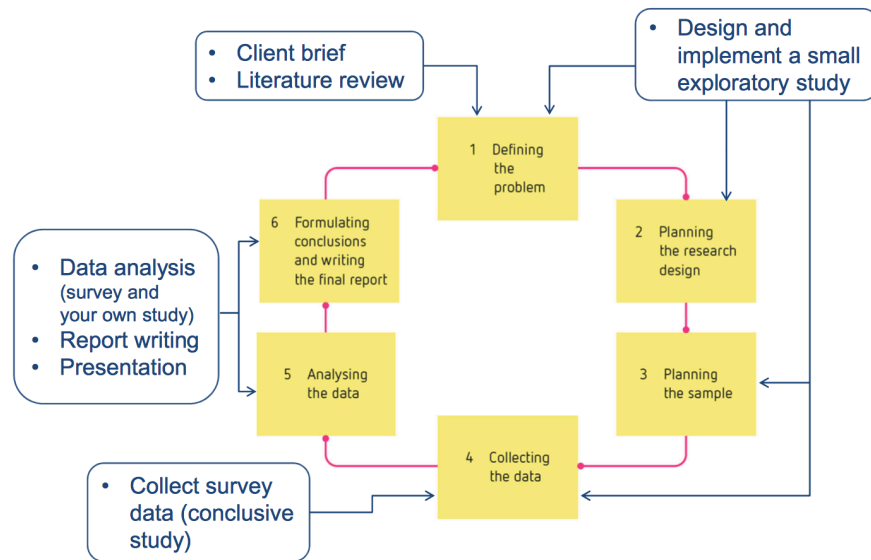 • Client brief
• Literature review
• Design and
implement a small
exploratory study
1 Defining
the
problem
6 Formulating
conclusions
and writing
the final report
2 Planning
the research
design
• Data analysis
(survey and
your own study)
• Report writing
• Presentation
5 Analysing
the data
3 Planning
the sample
4 Collecting
the data
• Collect survey
data (conclusive
study)